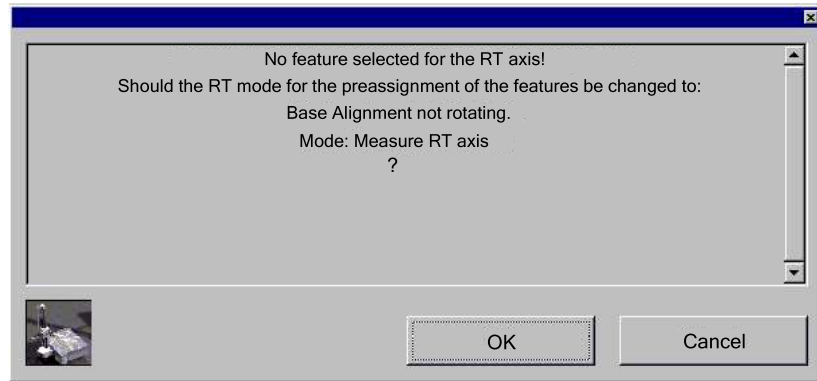 No feature selected for the RT axis!
Should the RT mode for the preassignment of the features be changed to:
Base Alignment not rotating.
Mode: Measure RT axis
?
OK
Cancel